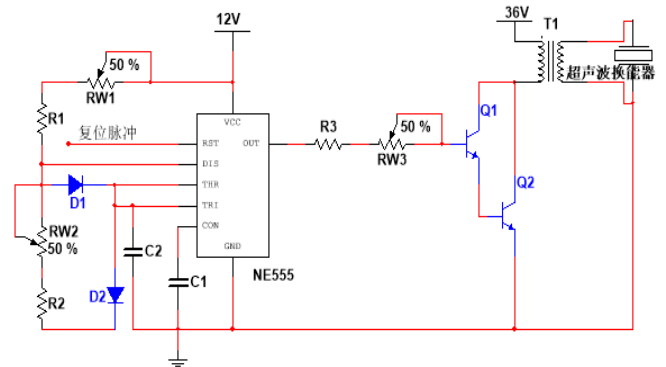 36V
T1
12V
50 %
RW1
超声波换能器
R1
VCC
Q1
复位脉冲
RST
OUT
R3
50 %
RW3
DIS
D1
THR
Q2
TRI
RW2
50 %
CON
C2
GND
C1
NE555
D2
R2